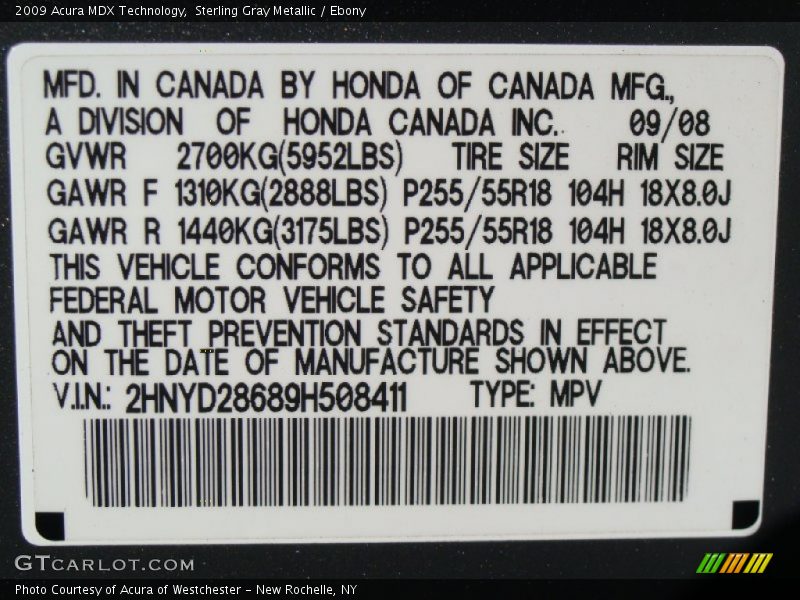 2009 Acura MDX Technology,  Sterling Gray Metallic / Ebony
MFD. IN CANADA BY HONDA OF CANADA MFG.,
A DIVISION OF HONDA CANADA INC. 09/08
GVWR 2700KG(5952LBS) TIRE SIZE RIM SIZE
GAWR F 1310KG(2888LBS) P255/55R18 104H 18X8.0J
GAWR R 1440KG(3175LBS) P255/55R18 104H 18X8.0J
THIS VEHICLE CONFORMS TO ALL APPLICABLE
FEDERAL MOTOR VEHICLE SAFETY
AND THEFT PREVENTION STANDARDS IN EFFECT
ON THE DATE OF MANUFACTURE SHOWN ABOVE.
V.I.N.: 2HNYD28689H508411 TYPE: MPV
GTCARLOT.COM
Photo Courtesy of Acura of Westchester - New Rochelle, NY